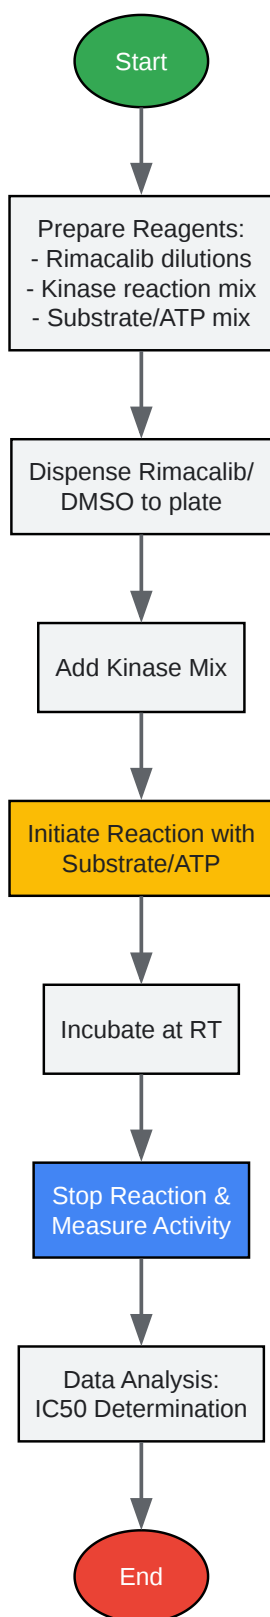 Start
Prepare Reagents:
- Rimacalib dilutions
- Kinase reaction mix
- Substrate/ATP mix
Dispense Rimacalib/
DMSO to plate
Add Kinase Mix
Initiate Reaction with
Substrate/ATP
Incubate at RT
Stop Reaction &
Measure Activity
Data Analysis:
IC50 Determination
End